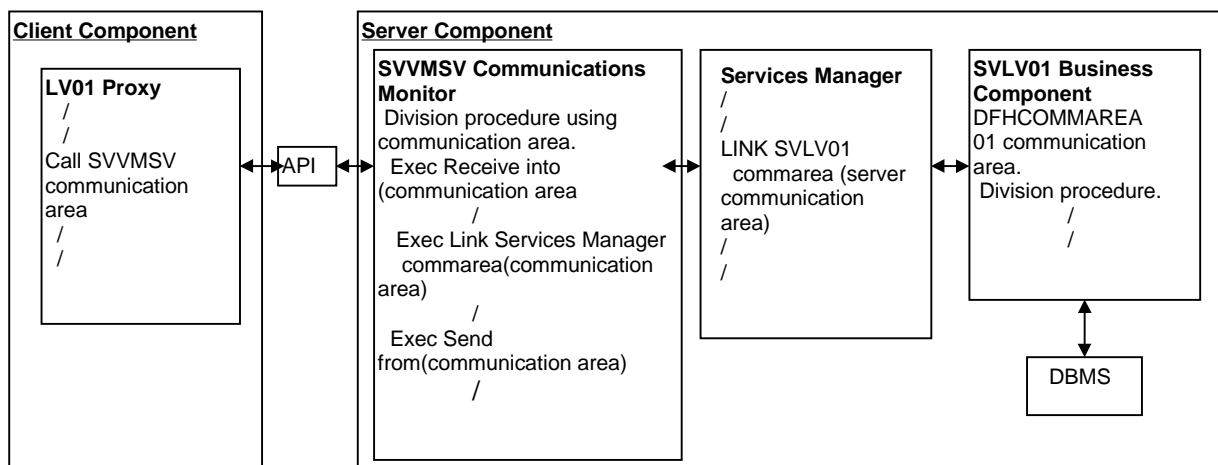 Client Component
LV01 Proxy
/
/
Call SVVMSV
communication
area
/
/
API
Server Component
SVVMSV Communications
Monitor
Division procedure using
communication area.
Exec Receive into
(communication area
/
Exec Link Services Manager
commarea(communication
area)
/
Exec Send
from(communication area)
/
Services Manager
/
/
LINK SVLV01
commarea (server
communication
area)
/
/
SVLV01 Business
Component
DFHCOMMAREA
01 communication
area.
Division procedure.
/
/
DBMS